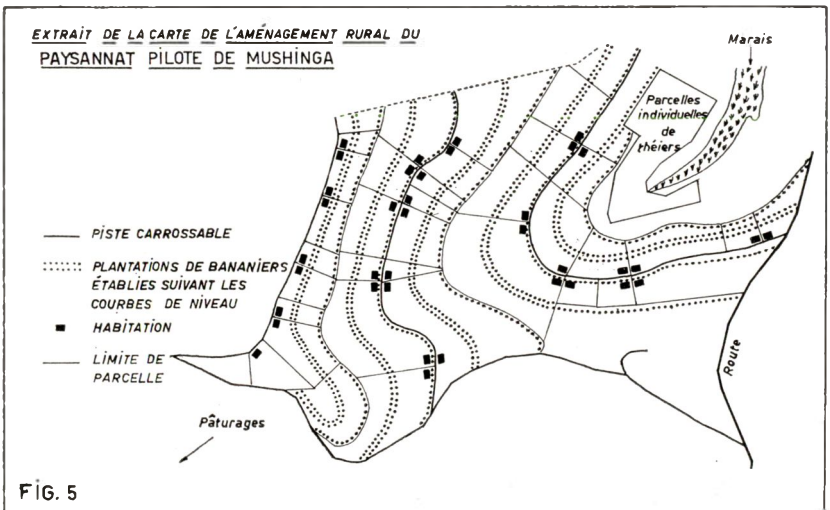 EXTRAIT DE LA CARTE DE L'AMÉNAGEMENT RURAL DU
PAYSANNAT PILOTE DE MUSHINGA
Marais
Parcelles
individuelles
de
théiers
PISTE CARROSSABLE
PLANTATIONS DE BANANIERS
ÉTABLIES SUIVANT LES
COURBES DE NIVEAU
HABITATION
LIMITE DE
PARCELLE
Route
Pâturages
FIG. 5